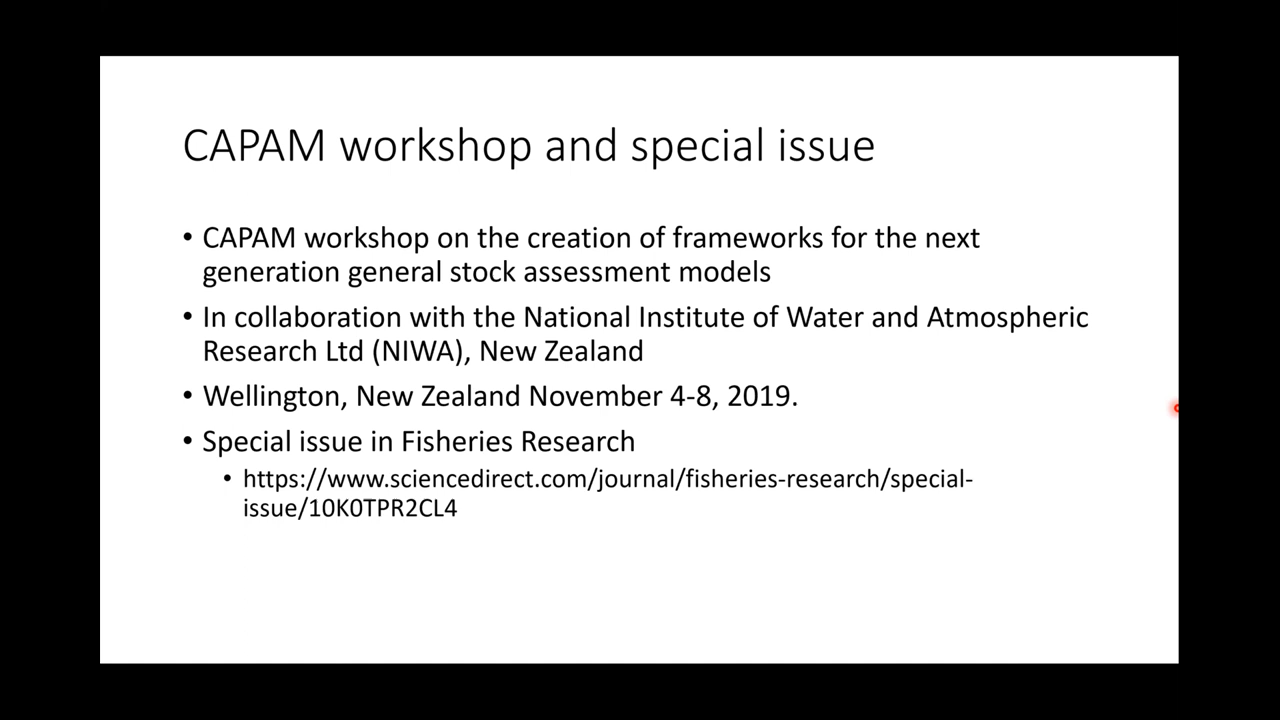 CAPAM workshop and special issue
• CAPAM workshop on the creation of frameworks for the next
generation general stock assessment models
• In collaboration with the National Institute of Water and Atmospheric
Research Ltd (NIWA), New Zealand
• Wellington, New Zealand November 4-8, 2019.
• Special issue in Fisheries Research
• https://www.sciencedirect.com/journal/fisheries-research/special-
issue/10K0TPR2CL4